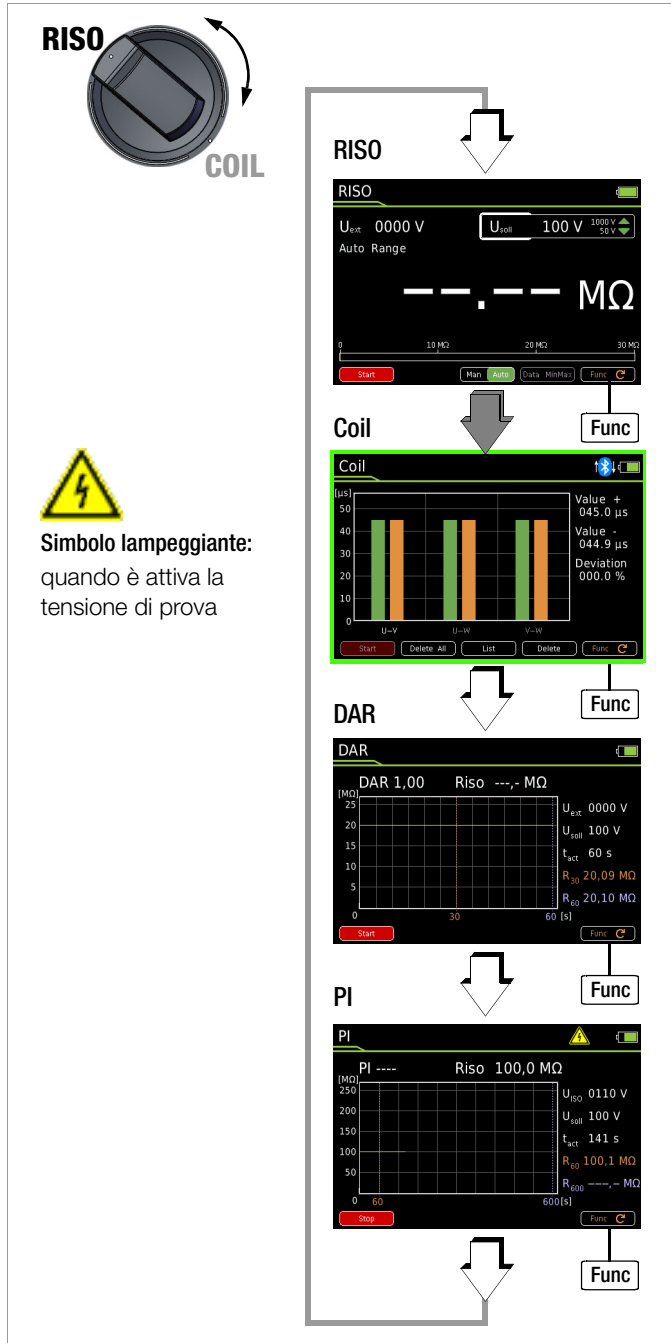 RISO
COIL
RISO
RISO
Uext 0000 V
Usoll 100 V 1000 V
50 V
Auto Range
––.–– MΩ
0 10 MΩ 20 MΩ 30 MΩ
Start Man Auto Data MinMax Func
Func
Coil
Coil
[µs]
50
40
30
20
10
0
U–V U–W V–W
Value +
045.0 µs
Value -
044.9 µs
Deviation
000.0 %
Start Delete All List Delete Func
Func
Simbolo lampeggiante:
quando è attiva la
tensione di prova
DAR
DAR
DAR 1,00 Riso ---,- MΩ
[MΩ]
25
20
15
10
5
0 30 60 [s]
Uext 0000 V
Usoll 100 V
tact 60 s
R30 20,09 MΩ
R60 20,10 MΩ
Start Func
Func
PI
PI
PI ---- Riso 100,0 MΩ
[MΩ]
250
200
150
100
50
0 60 600 [s]
UISO 0110 V
Usoll 100 V
tact 141 s
R60 100,1 MΩ
R600 ---,- MΩ
Stop Func
Func